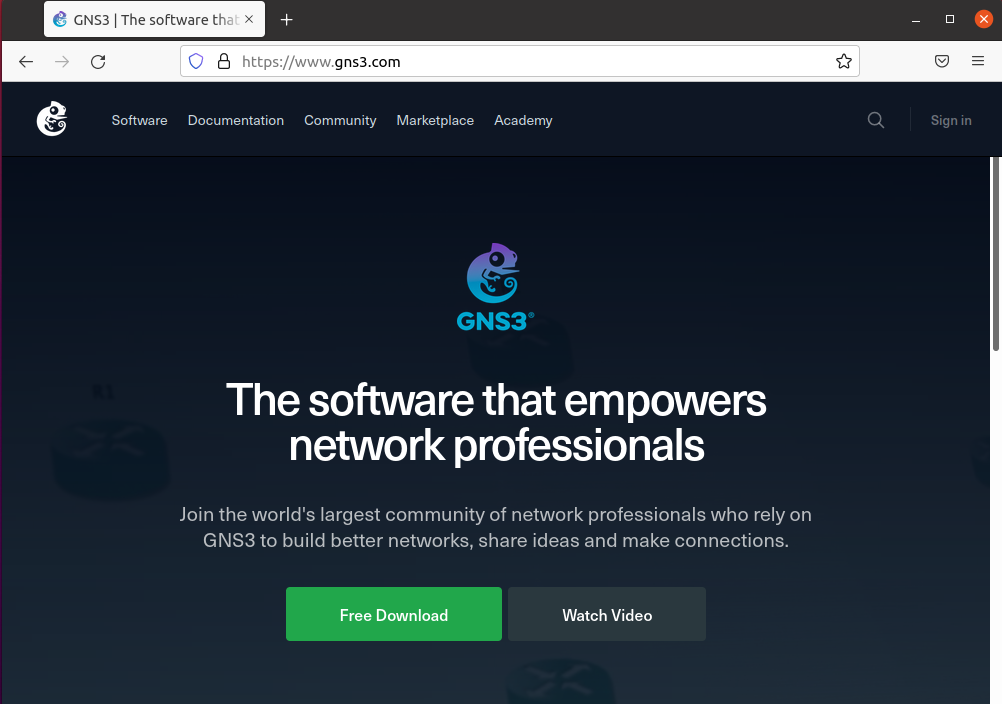 GNS3 | The software that
https://www.gns3.com
Software Documentation Community Marketplace Academy
Sign in
GNS3®
R1
The software that empowers
network professionals
Join the world's largest community of network professionals who rely on
GNS3 to build better networks, share ideas and make connections.
Free Download
Watch Video